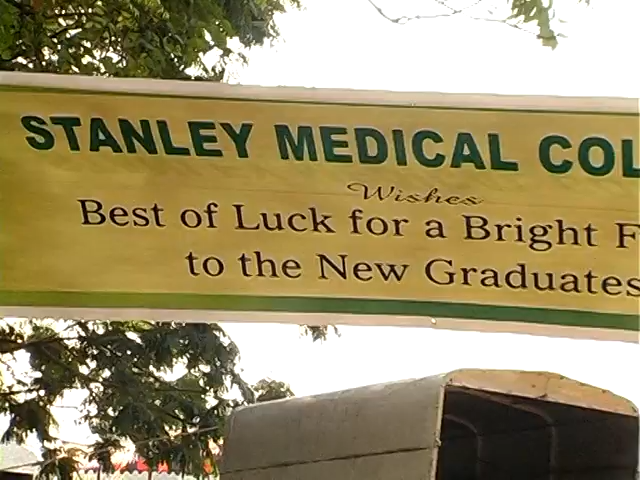 STANLEY MEDICAL COL
Wishes
Best of Luck for a Bright F
to the New Graduates